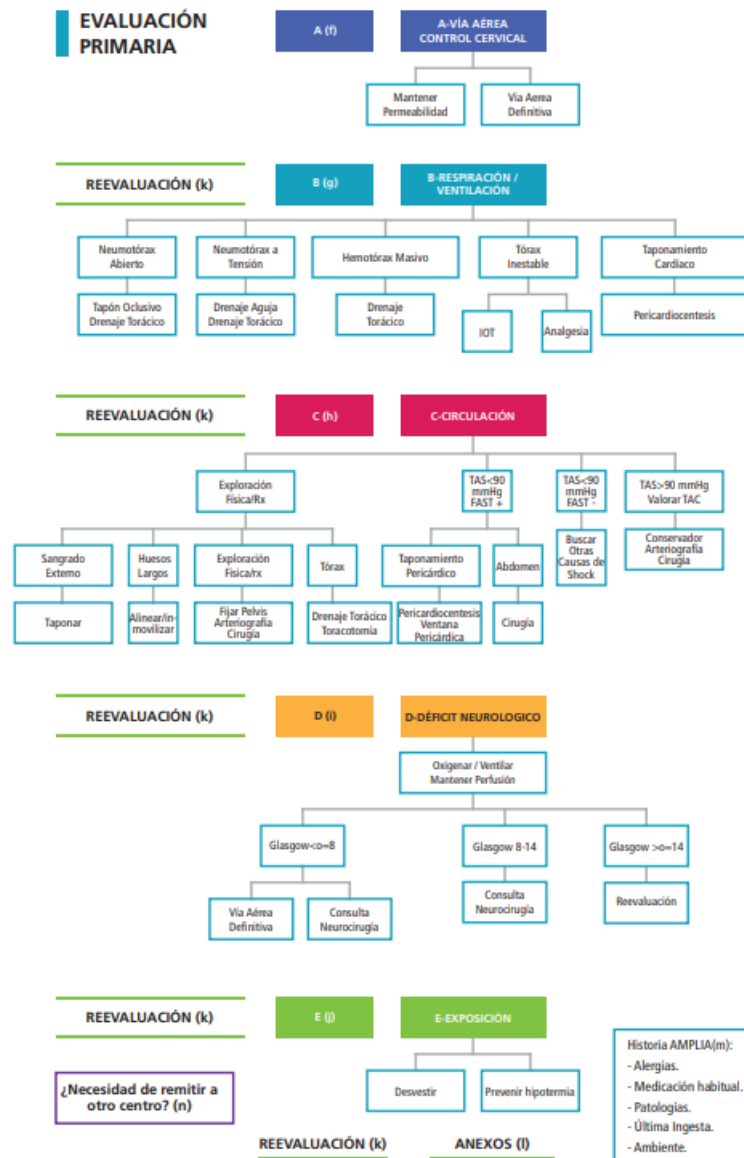 EVALUACIÓN
PRIMARIA
A (f)
A-VÍA AÉREA
CONTROL CERVICAL
Mantener
Permeabilidad
Via Aerea
Definitiva
REEVALUACIÓN (k)
B (g)
B-RESPIRACIÓN /
VENTILACIÓN
Neumotórax
Abierto
Neumotórax a
Tensión
Hemotórax Masivo
Tórax
Inestable
Taponamiento
Cardíaco
Tapón Oclusivo
Drenaje Torácico
Drenaje Aguja
Drenaje Torácico
Drenaje
Torácico
IOT
Analgesia
Pericardiocentesis
REEVALUACIÓN (k)
C (h)
C-CIRCULACIÓN
Exploración
Física/Rx
TAS<90
mmHg
FAST +
TAS<90
mmHg
FAST -
TAS>90 mmHg
Valorar TAC
Sangrado
Externo
Huesos
Largos
Exploración
Física/rx
Tórax
Taponamiento
Pericárdico
Abdomen
Buscar
Otras
Causas de
Shock
Conservador
Arteriografía
Cirugía
Taponar
Alinear/in-
movilizar
Fijar Pelvis
Arteriografía
Cirugía
Drenaje Torácico
Toracotomía
Pericardiocentesis
Ventana
Pericárdica
Cirugía
REEVALUACIÓN (k)
D (i)
D-DÉFICIT NEUROLOGICO
Oxigenar / Ventilar
Mantener Perfusión
Glasgow<o=8
Glasgow 8-14
Glasgow >o=14
Vía Aérea
Definitiva
Consulta
Neurocirugía
Consulta
Neurocirugía
Reevaluación
REEVALUACIÓN (k)
E (j)
E-EXPOSICIÓN
Desvestir
Prevenir hipotermia
¿Necesidad de remitir a
otro centro? (n)
Historia AMPLIA(m):
- Alergias.
- Medicación habitual.
- Patologías.
- Última Ingesta.
- Ambiente.
REEVALUACIÓN (k)
ANEXOS (l)